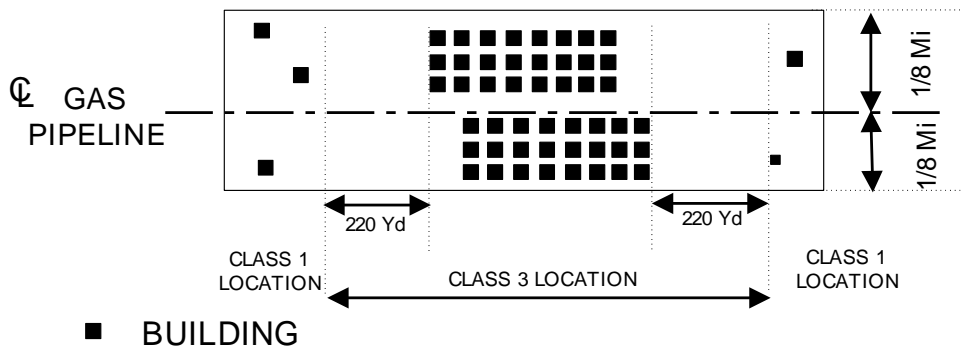 1/8 Mi
℄ GAS
PIPELINE
1/8 Mi
220 Yd
220 Yd
CLASS 1
LOCATION
CLASS 3 LOCATION
CLASS 1
LOCATION
BUILDING